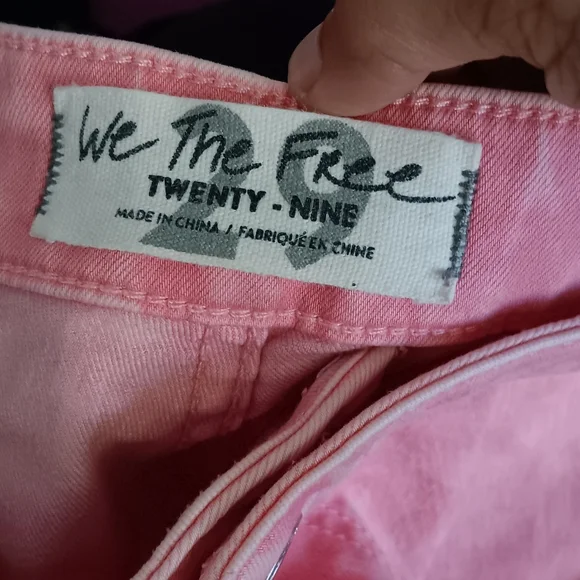 We The Free
29
TWENTY - NINE
MADE IN CHINA / FABRIQUÉ EN CHINE